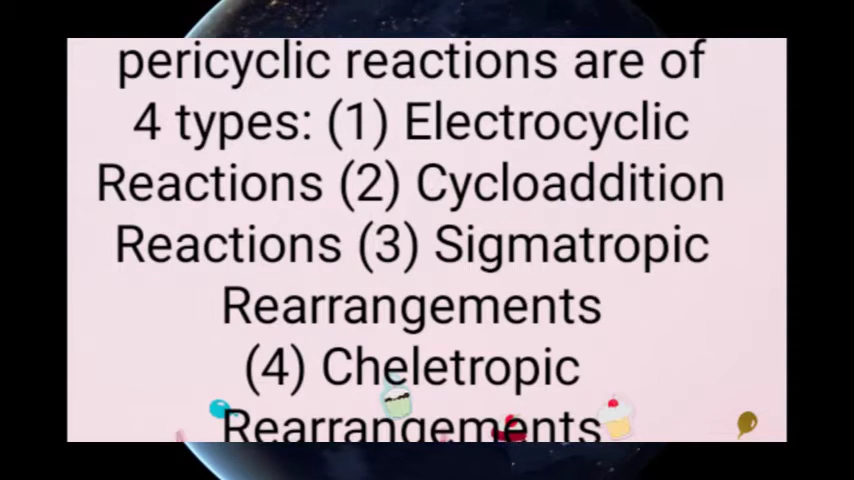 pericyclic reactions are of
4 types: (1) Electrocyclic
Reactions (2) Cycloaddition
Reactions (3) Sigmatropic
Rearrangements
(4) Cheletropic
Rearrangements